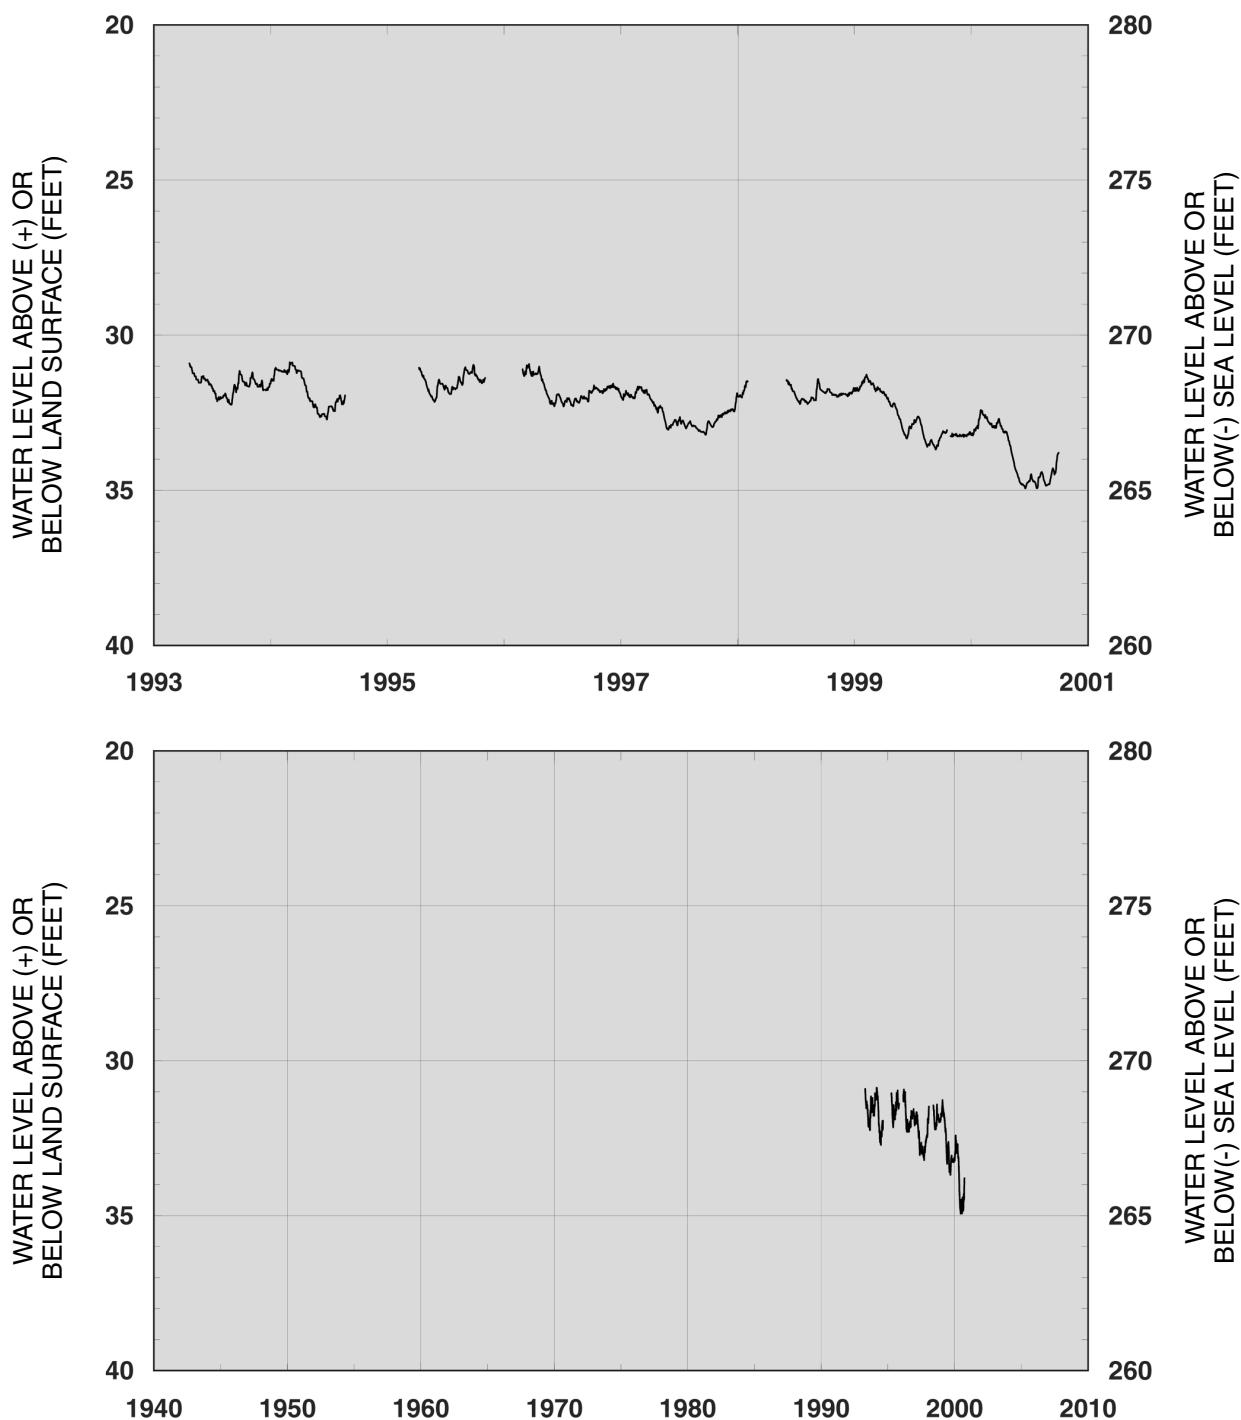 WATER LEVEL ABOVE (+) OR
BELOW LAND SURFACE (FEET)
20
25
30
35
40
280
275
270
265
260
WATER LEVEL ABOVE OR
BELOW(-) SEA LEVEL (FEET)
1993 1995 1997 1999 2001
WATER LEVEL ABOVE (+) OR
BELOW LAND SURFACE (FEET)
20
25
30
35
40
280
275
270
265
260
WATER LEVEL ABOVE OR
BELOW(-) SEA LEVEL (FEET)
1940 1950 1960 1970 1980 1990 2000 2010